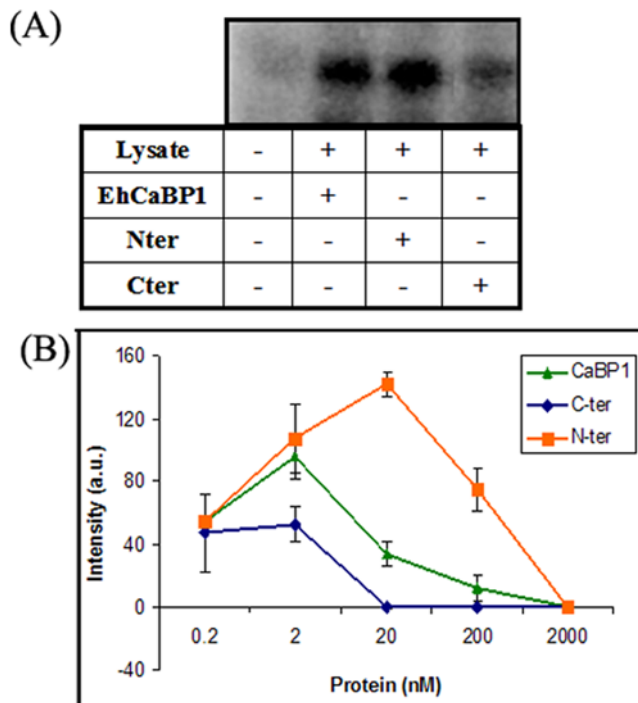 (A)
Lysate - + + +
EhCaBP1 - + - -
Nter - - + -
Cter - - - +
(B)
160
120
80
40
0
-40
Intensity (a.u.)
0.2 2 20 200 2000
Protein (nM)
CaBP1
C-ter
N-ter